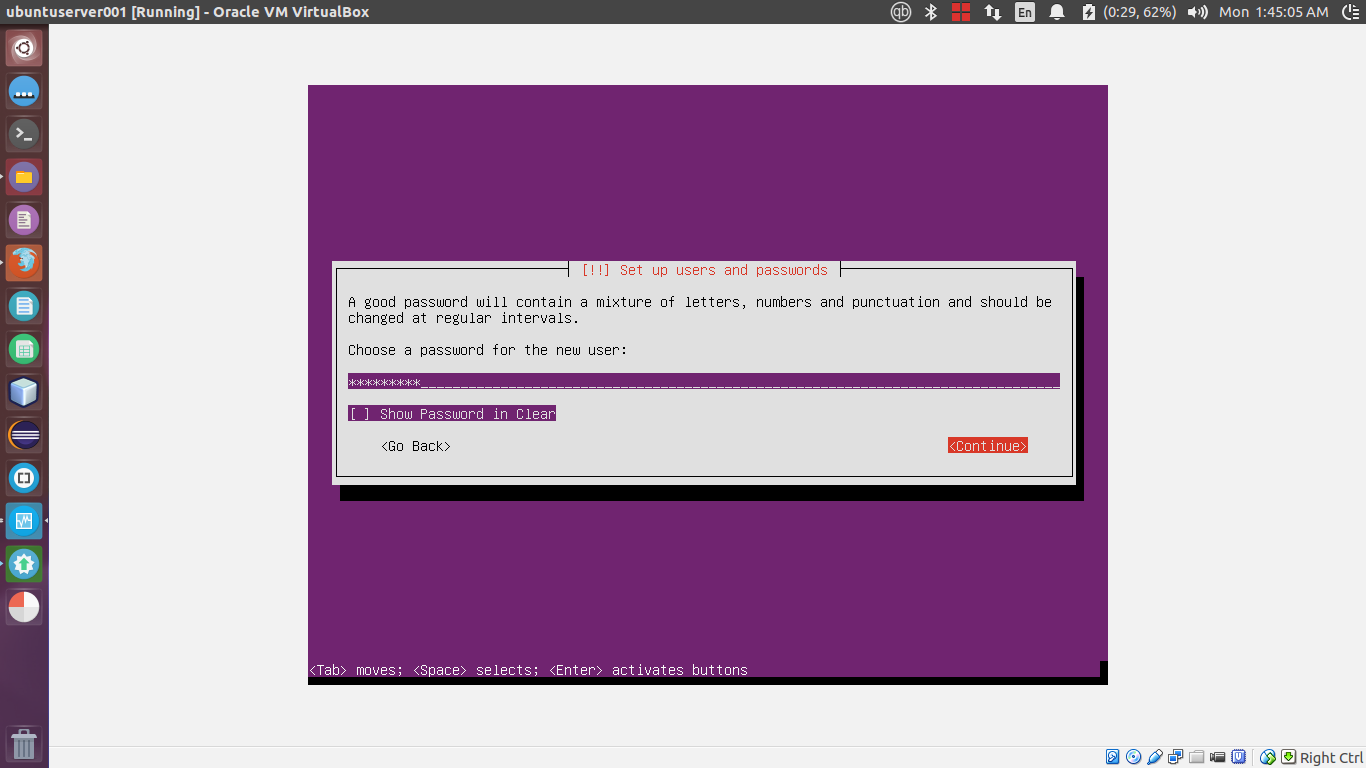 ubuntuserver001 [Running] - Oracle VM VirtualBox
qb
En
(0:29, 62%)
Mon 1:45:05 AM
[!!] Set up users and passwords
A good password will contain a mixture of letters, numbers and punctuation and should be
changed at regular intervals.
Choose a password for the new user:
*********
[ ] Show Password in Clear
<Go Back>
<Continue>
<Tab> moves; <Space> selects; <Enter> activates buttons
Right Ctrl